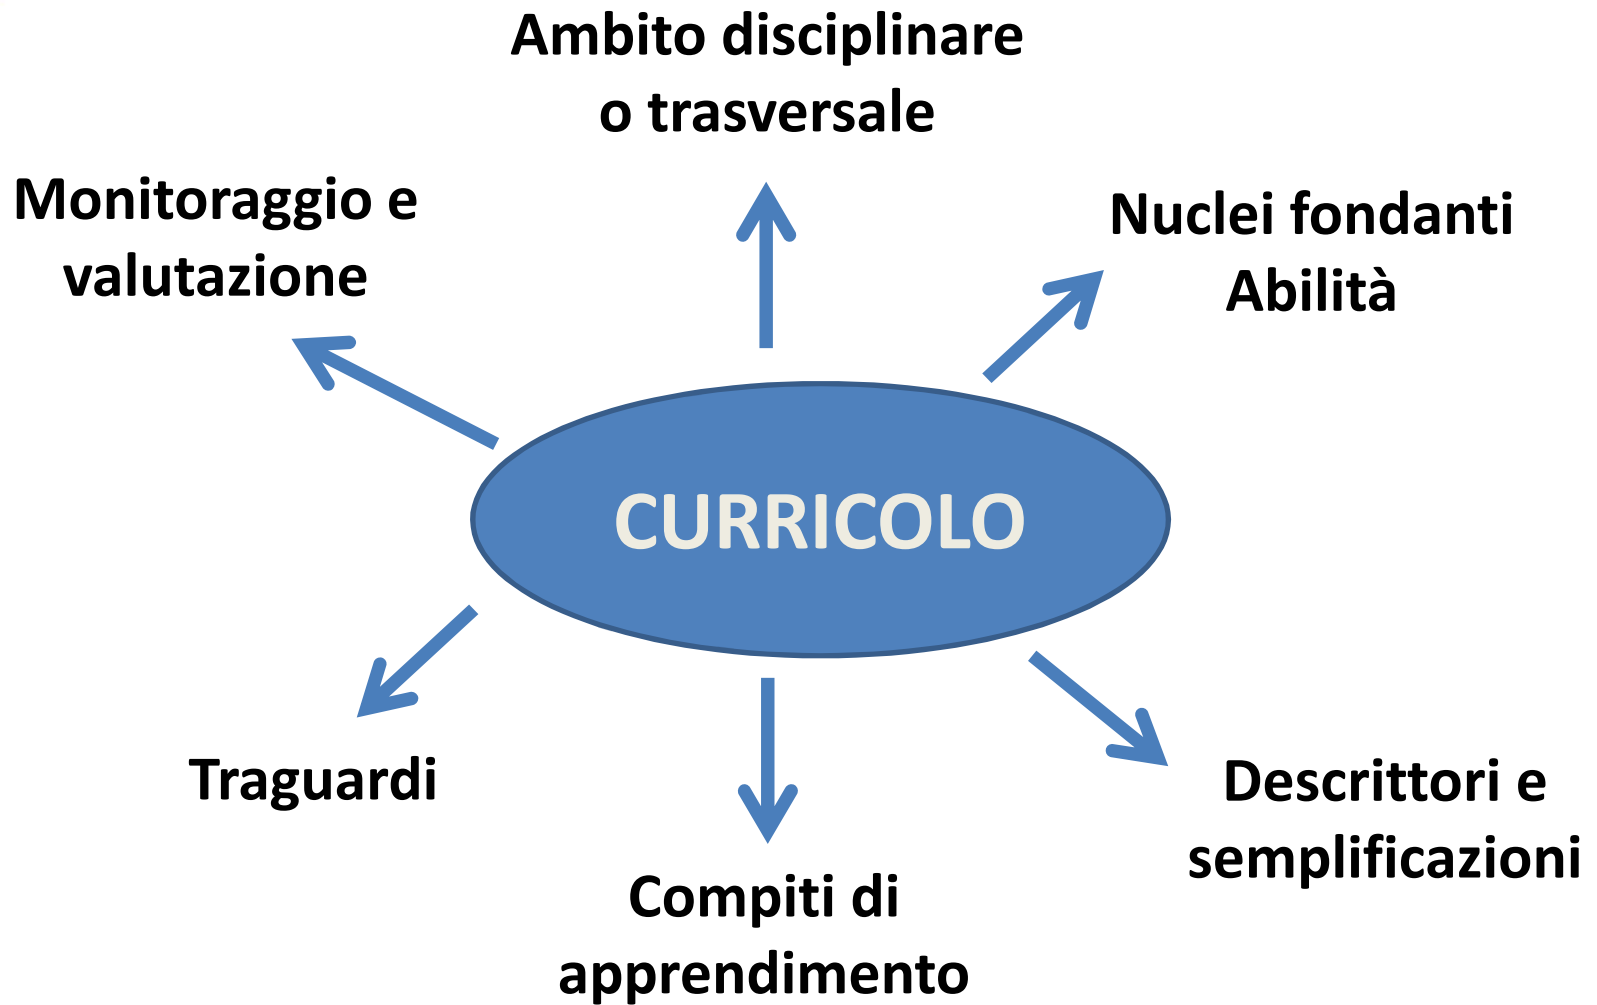 Ambito disciplinare
o trasversale
Monitoraggio e
valutazione
Nuclei fondanti
Abilità
CURRICOLO
Traguardi
Descrittori e
semplificazioni
Compiti di
apprendimento